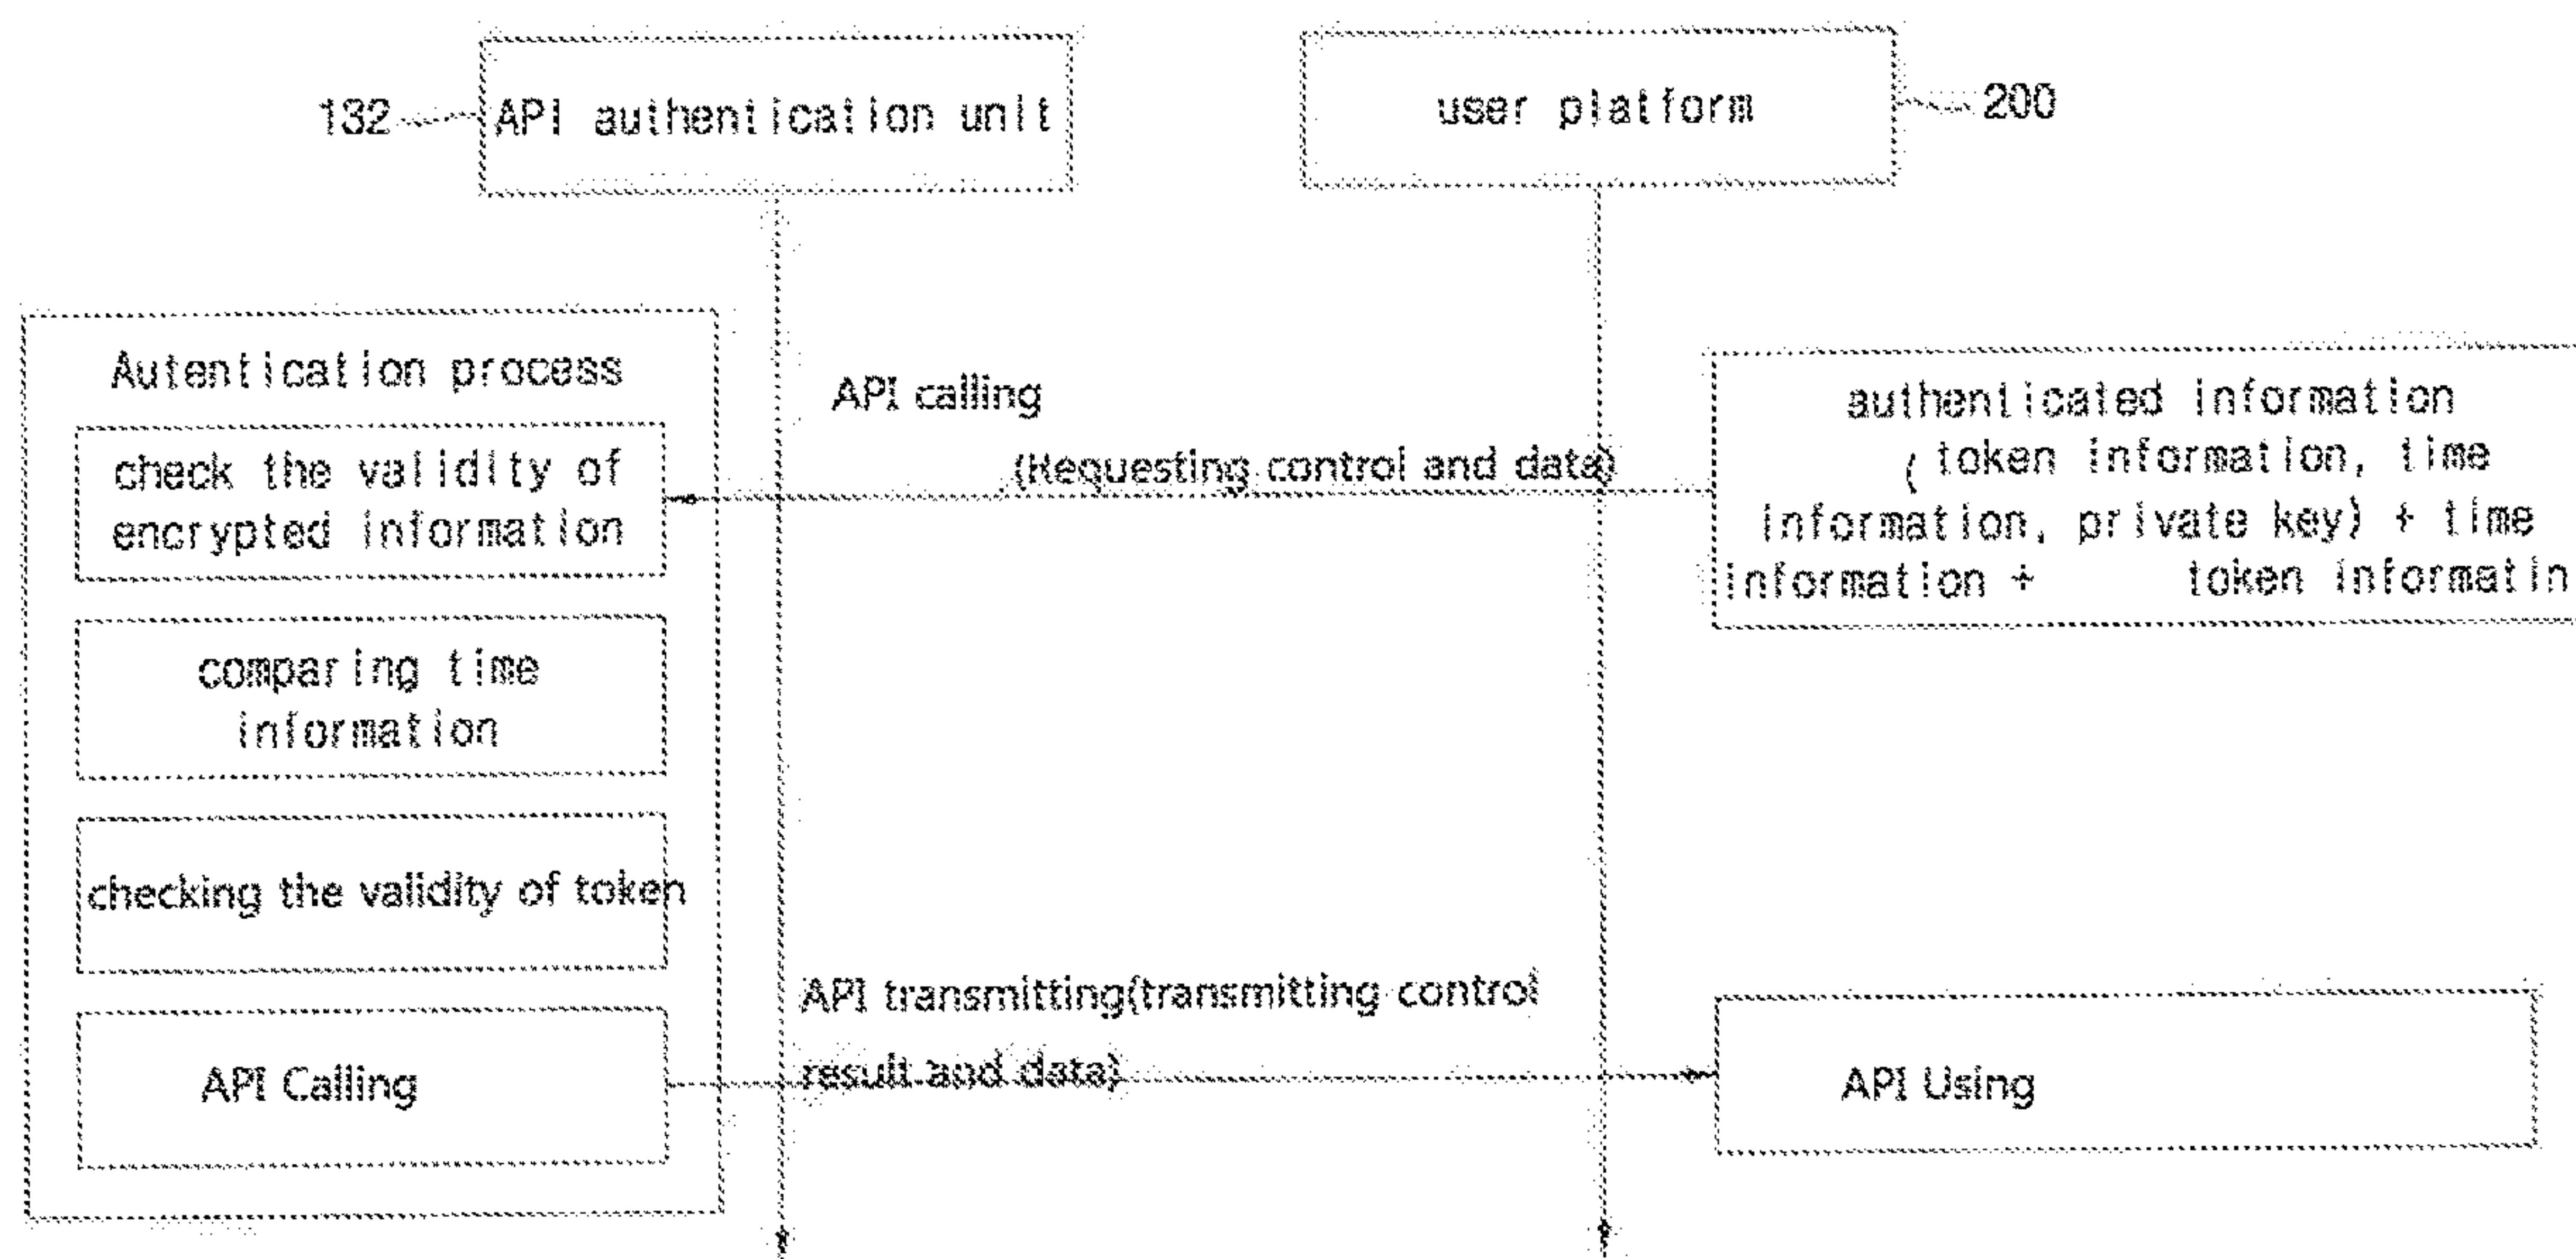 132
API authentication unit
user platform
200
Autentication process
check the validity of
encrypted information
comparing time
information
checking the validity of token
API Calling
API calling
(Requesting control and data)
authenticated information
( token information, time
information, private key) + time
information + token informatin
API transmitting(transmitting control
result and data)
API Using